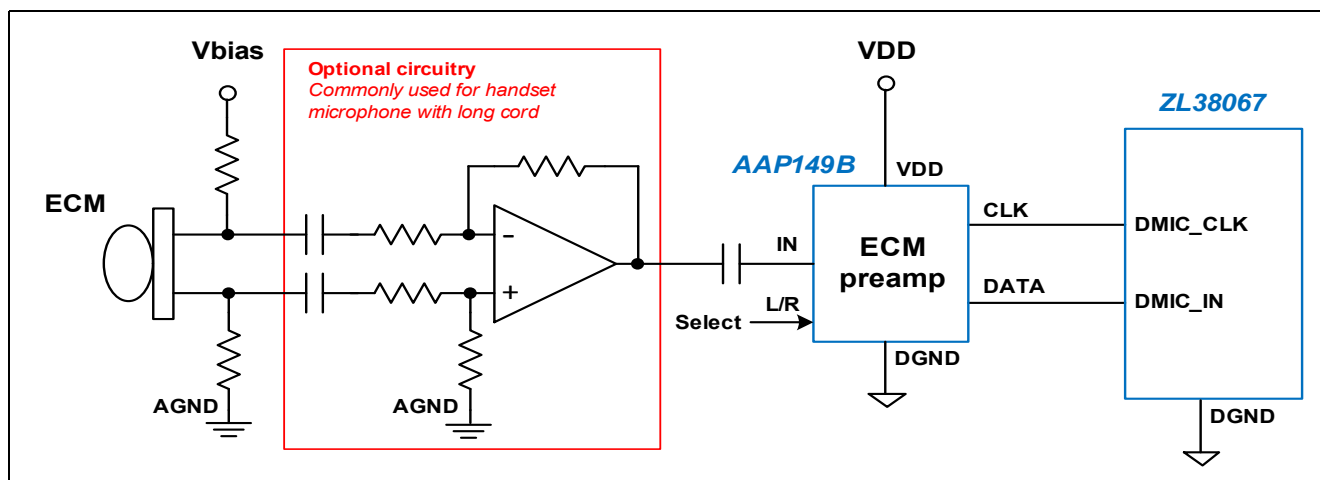 Vbias
Optional circuitry
Commonly used for handset
microphone with long cord
VDD
ZL38067
AAP149B
VDD
ECM
CLK
DMIC_CLK
-
IN
ECM
preamp
+
DATA
DMIC_IN
L/R
Select
DGND
AGND
AGND
DGND